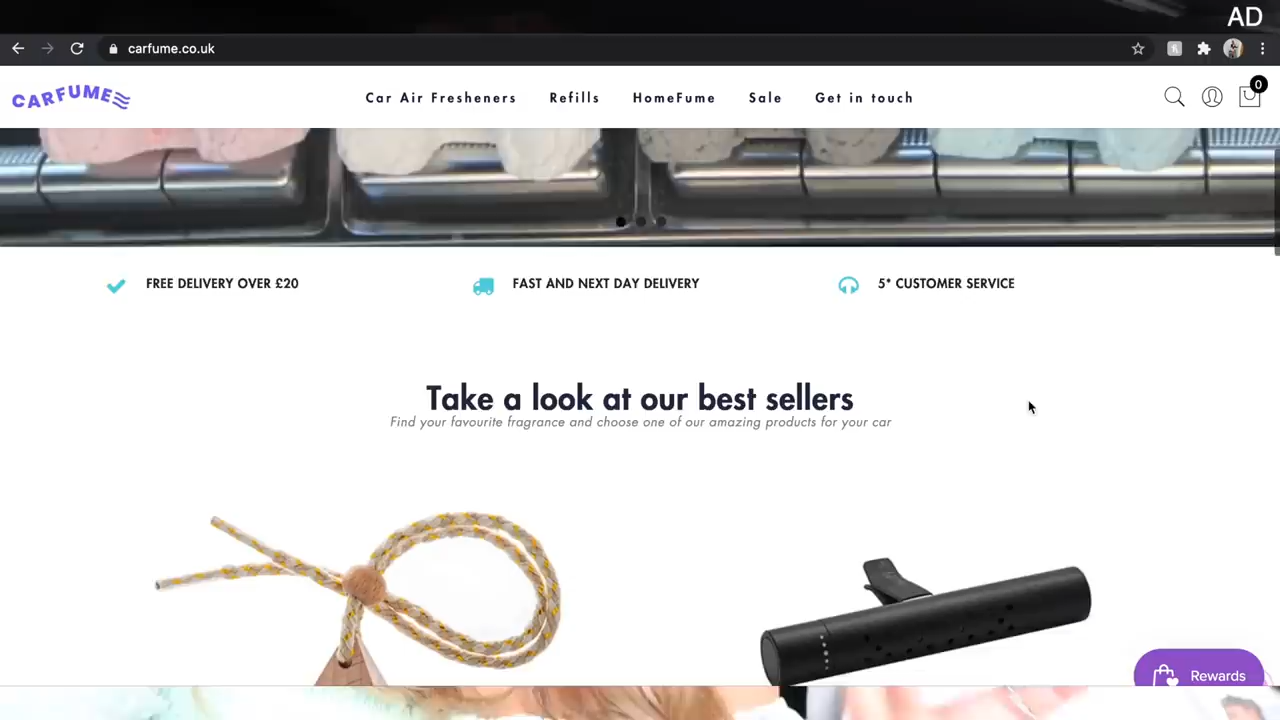 AD
carfume.co.uk
CARFUME
Car Air Fresheners
Refills
HomeFume
Sale
Get in touch
0
FREE DELIVERY OVER £20
FAST AND NEXT DAY DELIVERY
5* CUSTOMER SERVICE
Take a look at our best sellers
Find your favourite fragrance and choose one of our amazing products for your car
Rewards